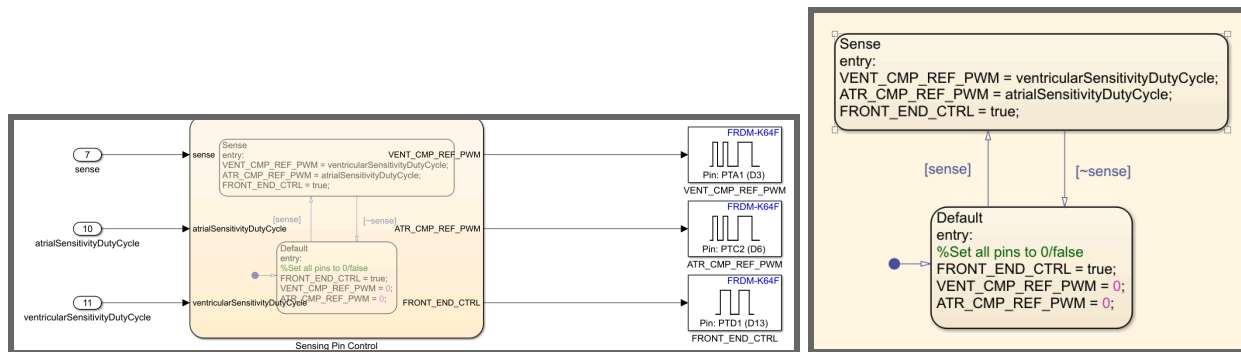 7
sense
10
atrialSensitivityDutyCycle
11
ventricularSensitivityDutyCycle
sense
atrialSensitivityDutyCycle
ventricularSensitivityDutyCycle
Sense
entry:
VENT_CMP_REF_PWM = ventricularSensitivityDutyCycle;
ATR_CMP_REF_PWM = atrialSensitivityDutyCycle;
FRONT_END_CTRL = true;
[sense]
[~sense]
Default
entry:
%Set all pins to 0/false
FRONT_END_CTRL = true;
VENT_CMP_REF_PWM = 0;
ATR_CMP_REF_PWM = 0;
VENT_CMP_REF_PWM
ATR_CMP_REF_PWM
FRONT_END_CTRL
Sensing Pin Control
FRDM-K64F
Pin: PTA1 (D3)
VENT_CMP_REF_PWM
FRDM-K64F
Pin: PTC2 (D6)
ATR_CMP_REF_PWM
FRDM-K64F
Pin: PTD1 (D13)
FRONT_END_CTRL
Sense
entry:
VENT_CMP_REF_PWM = ventricularSensitivityDutyCycle;
ATR_CMP_REF_PWM = atrialSensitivityDutyCycle;
FRONT_END_CTRL = true;
[sense]
[~sense]
Default
entry:
%Set all pins to 0/false
FRONT_END_CTRL = true;
VENT_CMP_REF_PWM = 0;
ATR_CMP_REF_PWM = 0;